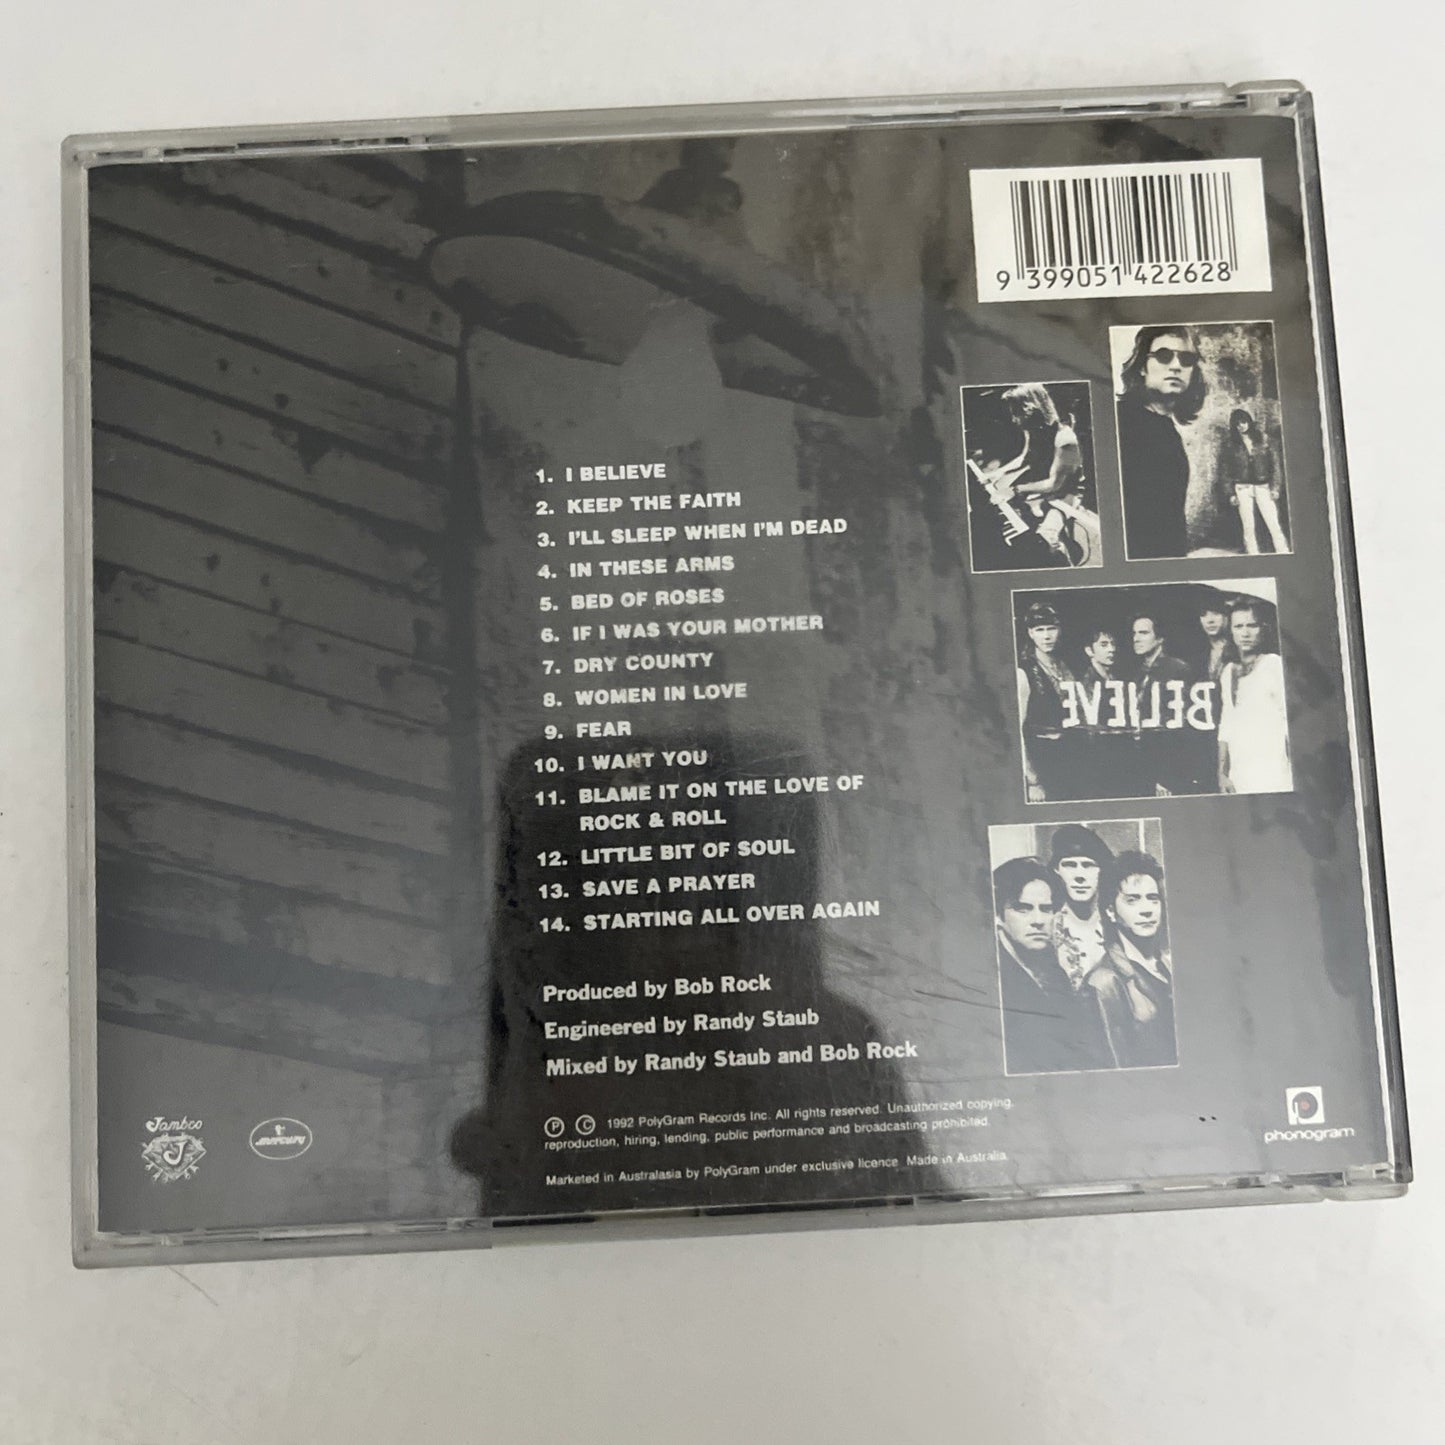 9 399051 422628
1. I BELIEVE
2. KEEP THE FAITH
3. I'LL SLEEP WHEN I'M DEAD
4. IN THESE ARMS
5. BED OF ROSES
6. IF I WAS YOUR MOTHER
7. DRY COUNTY
8. WOMEN IN LOVE
9. FEAR
10. I WANT YOU
11. BLAME IT ON THE LOVE OF
ROCK & ROLL
12. LITTLE BIT OF SOUL
13. SAVE A PRAYER
14. STARTING ALL OVER AGAIN
BELIEVE
Produced by Bob Rock
Engineered by Randy Staub
Mixed by Randy Staub and Bob Rock
Ⓟ © 1992 PolyGram Records Inc. All rights reserved. Unauthorized copying,
reproduction, hiring, lending, public performance and broadcasting prohibited.
Marketed in Australasia by PolyGram under exclusive licence. Made in Australia.
Jambco
J
mercury
phonogram